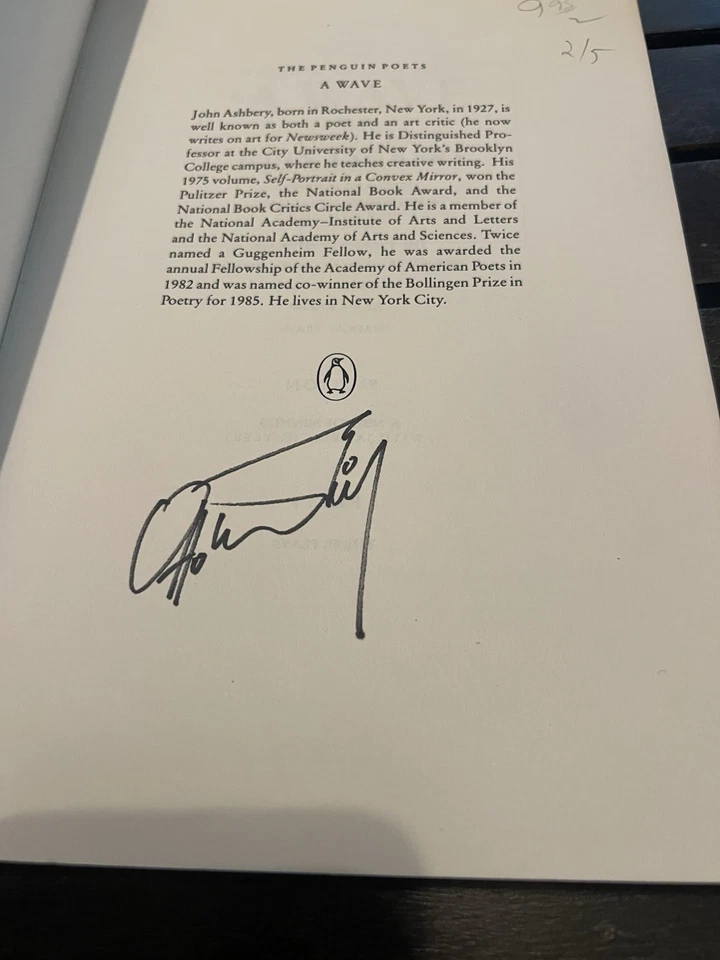 2/5
THE PENGUIN POETS
A WAVE
John Ashbery, born in Rochester, New York, in 1927, is
well known as both a poet and an art critic (he now
writes on art for Newsweek). He is Distinguished Pro-
fessor at the City University of New York's Brooklyn
College campus, where he teaches creative writing. His
1975 volume, Self-Portrait in a Convex Mirror, won the
Pulitzer Prize, the National Book Award, and the
National Book Critics Circle Award. He is a member of
the National Academy–Institute of Arts and Letters
and the National Academy of Arts and Sciences. Twice
named a Guggenheim Fellow, he was awarded the
annual Fellowship of the Academy of American Poets in
1982 and was named co-winner of the Bollingen Prize in
Poetry for 1985. He lives in New York City.